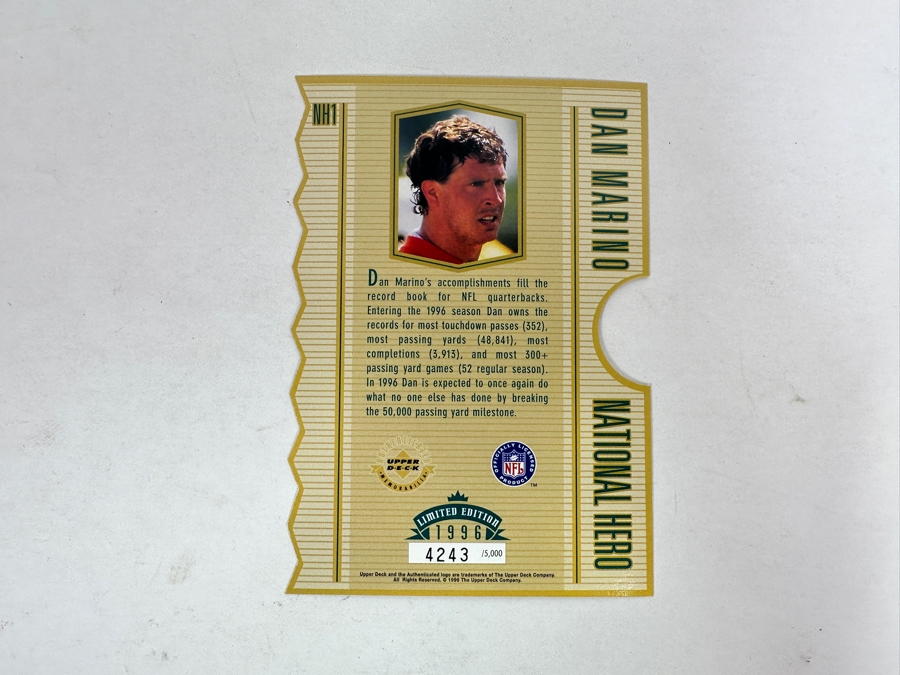 NH1
DAN MARINO
Dan Marino's accomplishments fill the
record book for NFL quarterbacks.
Entering the 1996 season Dan owns the
records for most touchdown passes (352),
most passing yards (48,841), most
completions (3,913), and most 300+
passing yard games (52 regular season).
In 1996 Dan is expected to once again do
what no one else has done by breaking
the 50,000 passing yard milestone.
NATIONAL HERO
UPPER
D·E·C·K
MEMORABILIA
OFFICIALLY LICENSED
NFL
PRODUCT
TM
LIMITED EDITION
1996
4243 /5,000
Upper Deck and the Authenticated logo are trademarks of The Upper Deck Company.
All Rights Reserved. © 1996 The Upper Deck Company.